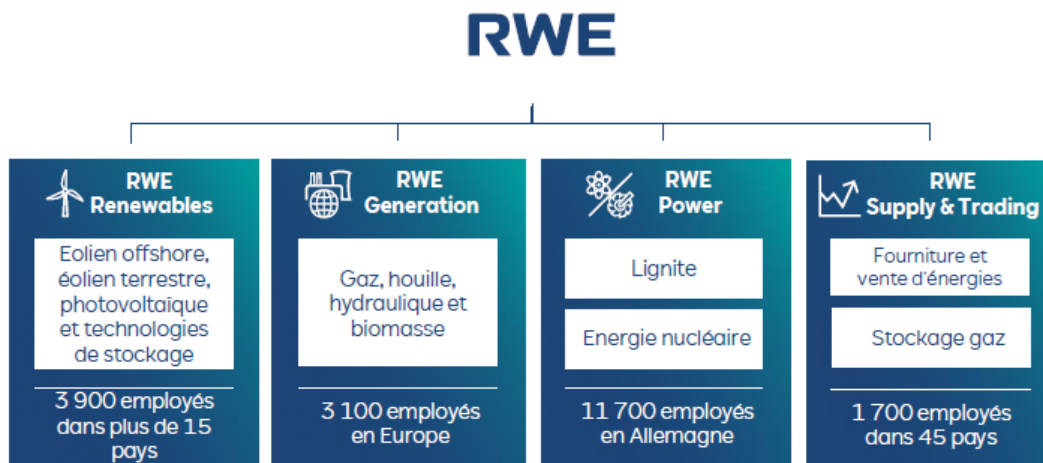 RWE
RWE
Renewables
Eolien offshore,
éolien terrestre,
photovoltaïque
et technologies
de stockage
3 900 employés
dans plus de 15
pays
RWE
Generation
Gaz, houille,
hydraulique et
biomasse
3 100 employés
en Europe
RWE
Power
Lignite
Energie nucléaire
11 700 employés
en Allemagne
RWE
Supply & Trading
Fourniture et
vente d'énergies
Stockage gaz
1 700 employés
dans 45 pays